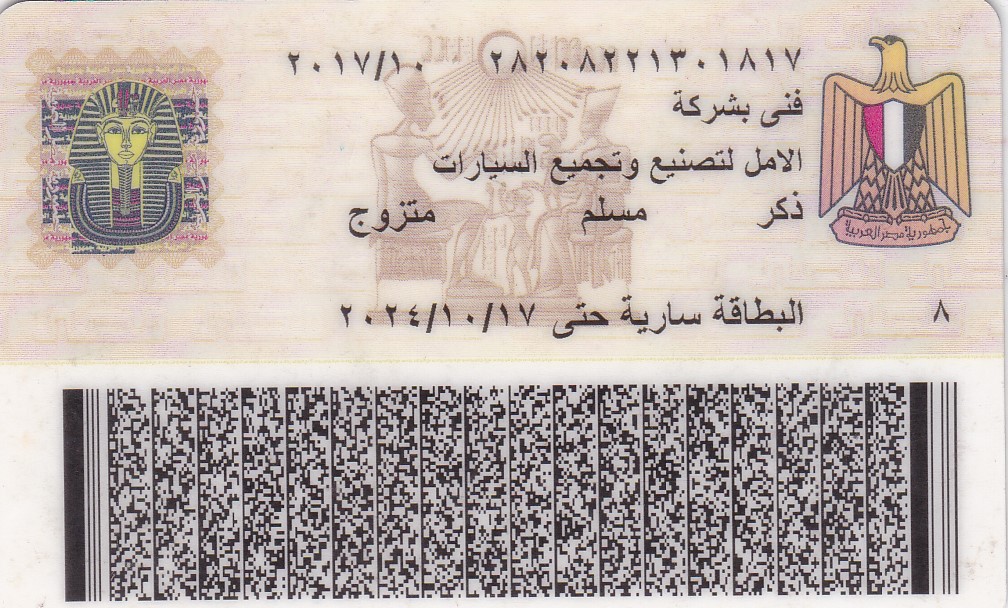 ٢٨٢٠٨٢٢١٣٠١٨١٧ ٢٠١٧/١٠
فنى بشركة
الامل لتصنيع وتجميع السيارات
ذكر مسلم متزوج
جمهورية مصر العربية
٨ البطاقة سارية حتى ٢٠٢٤/١٠/١٧